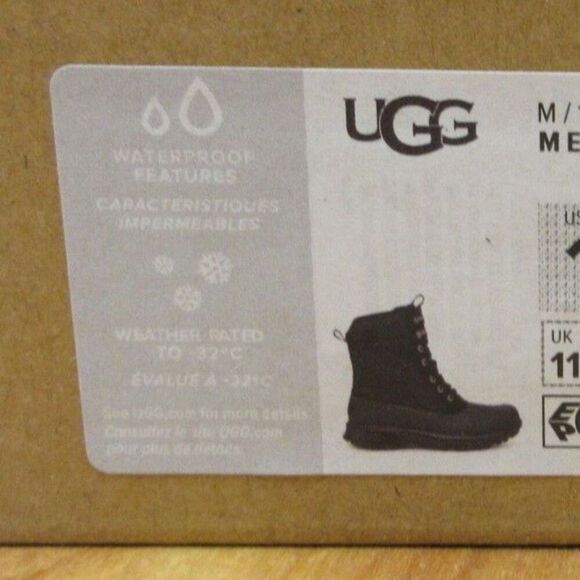 WATERPROOF
FEATURES
CARACTÉRISTIQUES
IMPERMÉABLES
WEATHER RATED
TO -32°C
ÉVALUÉ À -32°C
See UGG.com for more details.
Consultez le site UGG.com
pour plus de détails.
UGG
M/
ME
US
UK
11